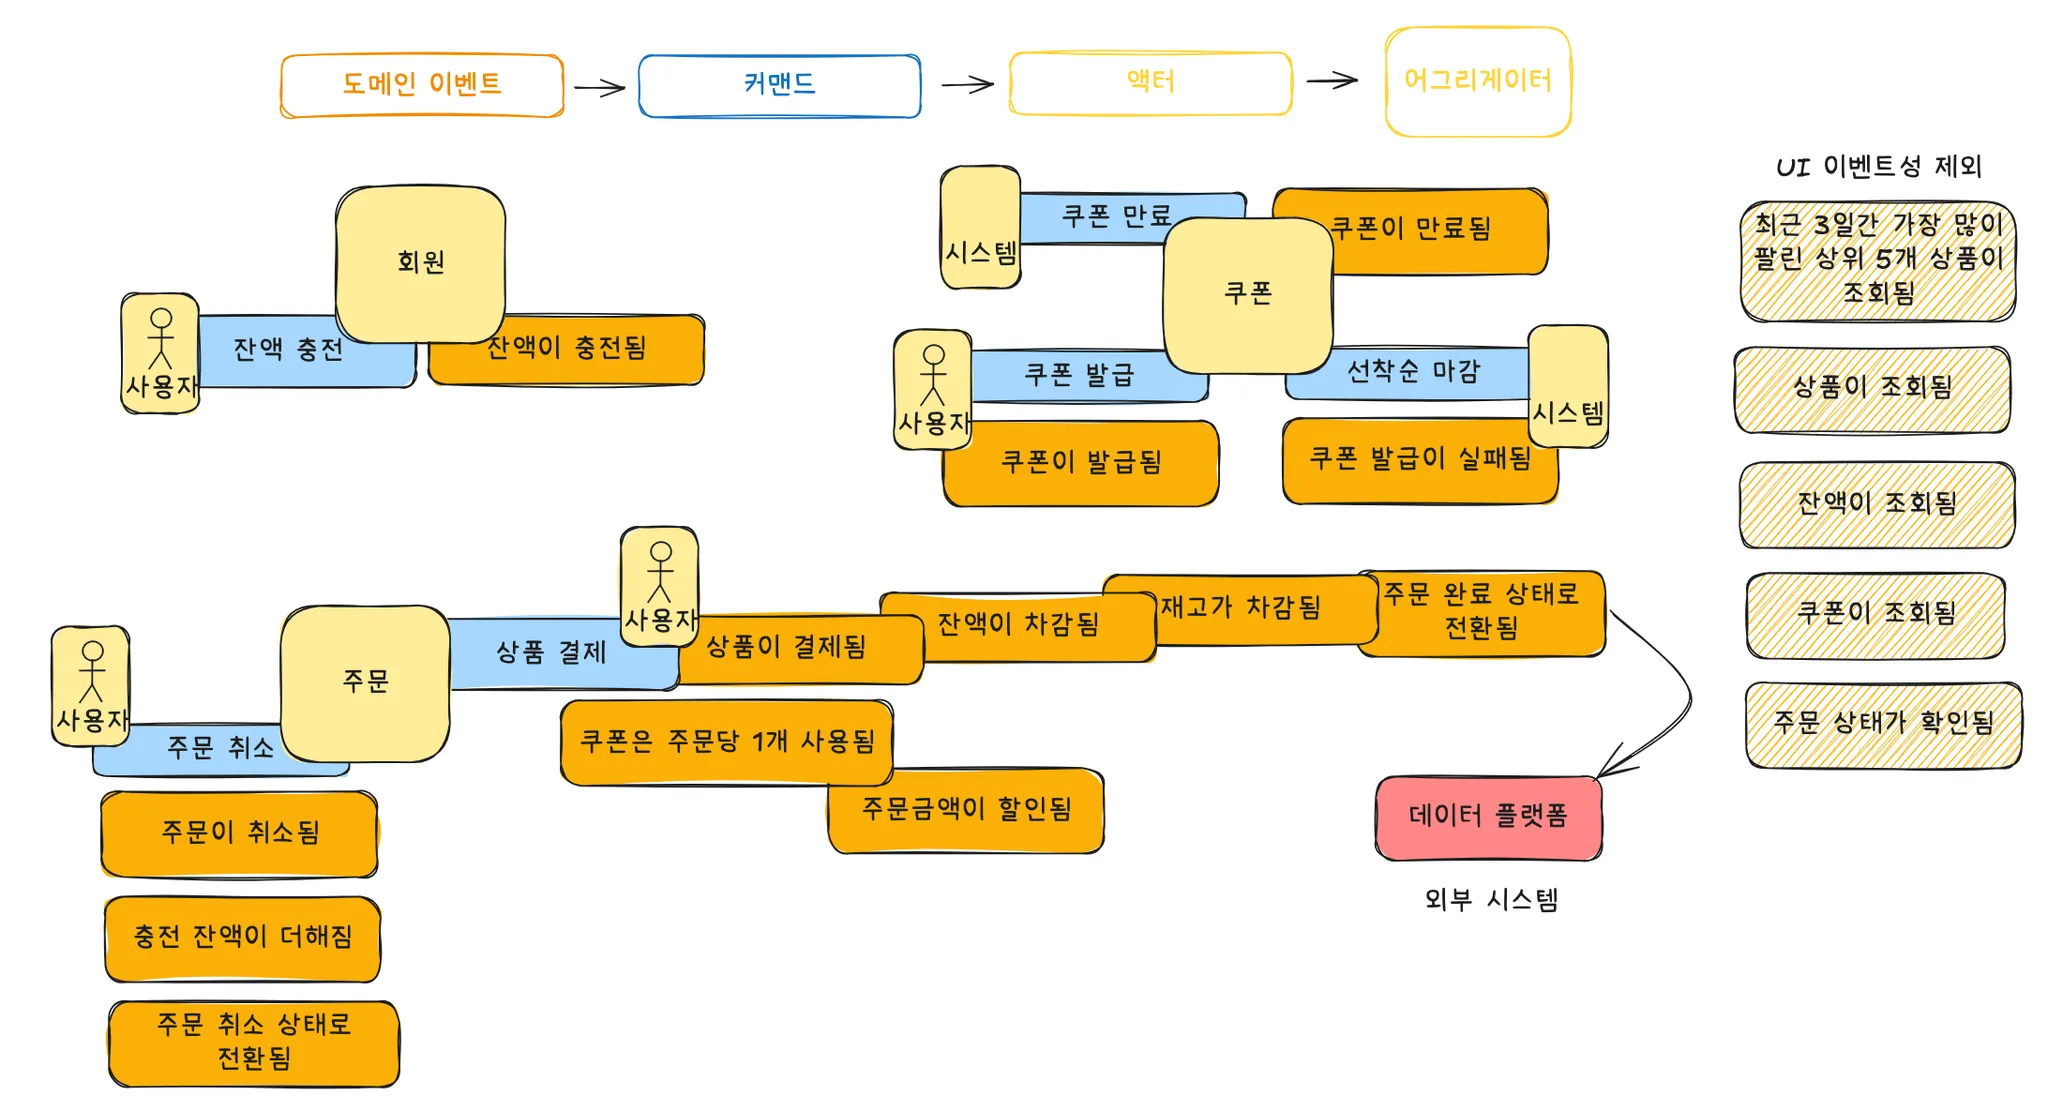 도메인 이벤트
커맨드
액터
어그리게이터
UI 이벤트성 제외
회원
사용자
잔액 충전
잔액이 충전됨
시스템
쿠폰 만료
쿠폰이 만료됨
쿠폰
사용자
쿠폰 발급
선착순 마감
시스템
쿠폰이 발급됨
쿠폰 발급이 실패됨
최근 3일간 가장 많이
팔린 상위 5개 상품이
조회됨
상품이 조회됨
잔액이 조회됨
쿠폰이 조회됨
주문 상태가 확인됨
사용자
주문 취소
주문
상품 결제
사용자
상품이 결제됨
잔액이 차감됨
재고가 차감됨
주문 완료 상태로
전환됨
쿠폰은 주문당 1개 사용됨
주문금액이 할인됨
데이터 플랫폼
외부 시스템
주문이 취소됨
충전 잔액이 더해짐
주문 취소 상태로
전환됨